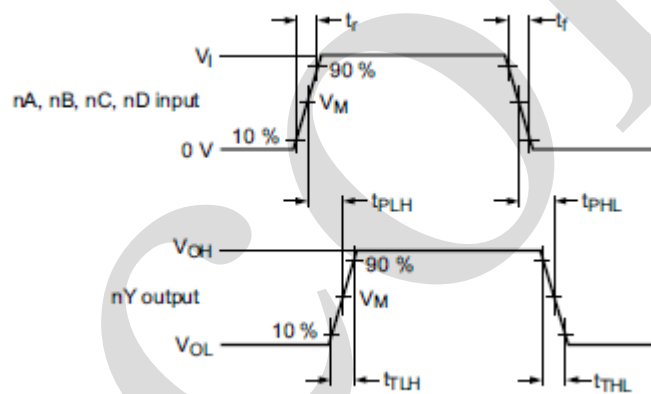 tr
tf
VI
90 %
nA, nB, nC, nD input
VM
10 %
0 V
tPLH
tPHL
VOH
90 %
nY output
VM
10 %
VOL
tTLH
tTHL